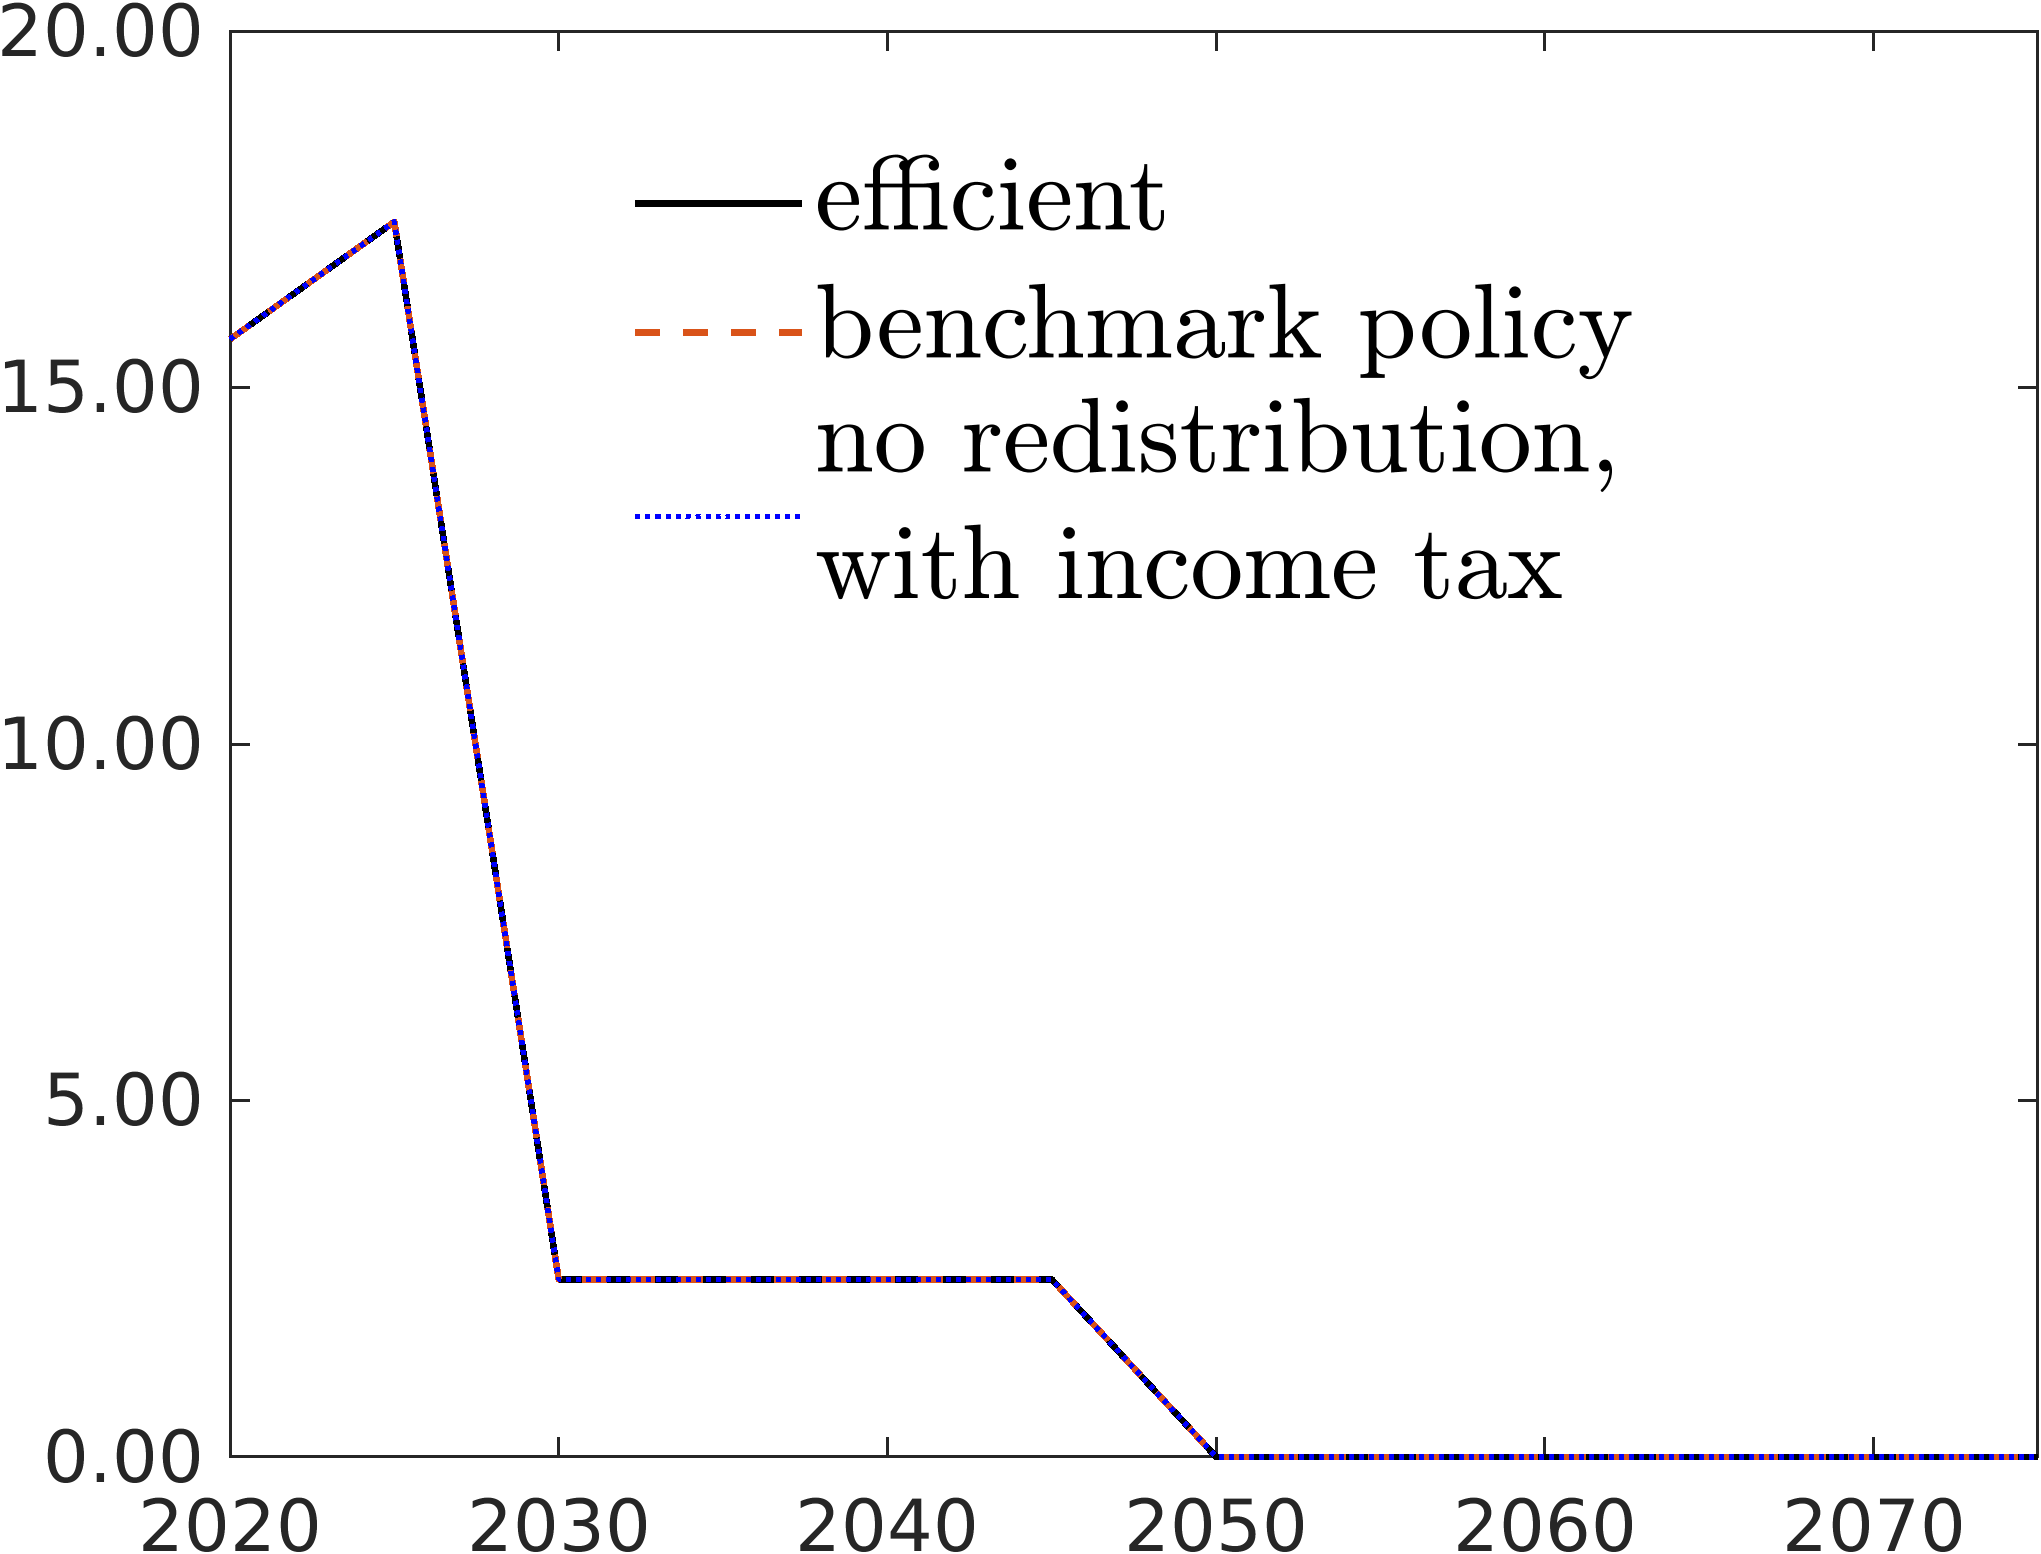 20.00
15.00
10.00
5.00
0.00
efficient
benchmark policy
no redistribution,
with income tax
2020 2030 2040 2050 2060 2070